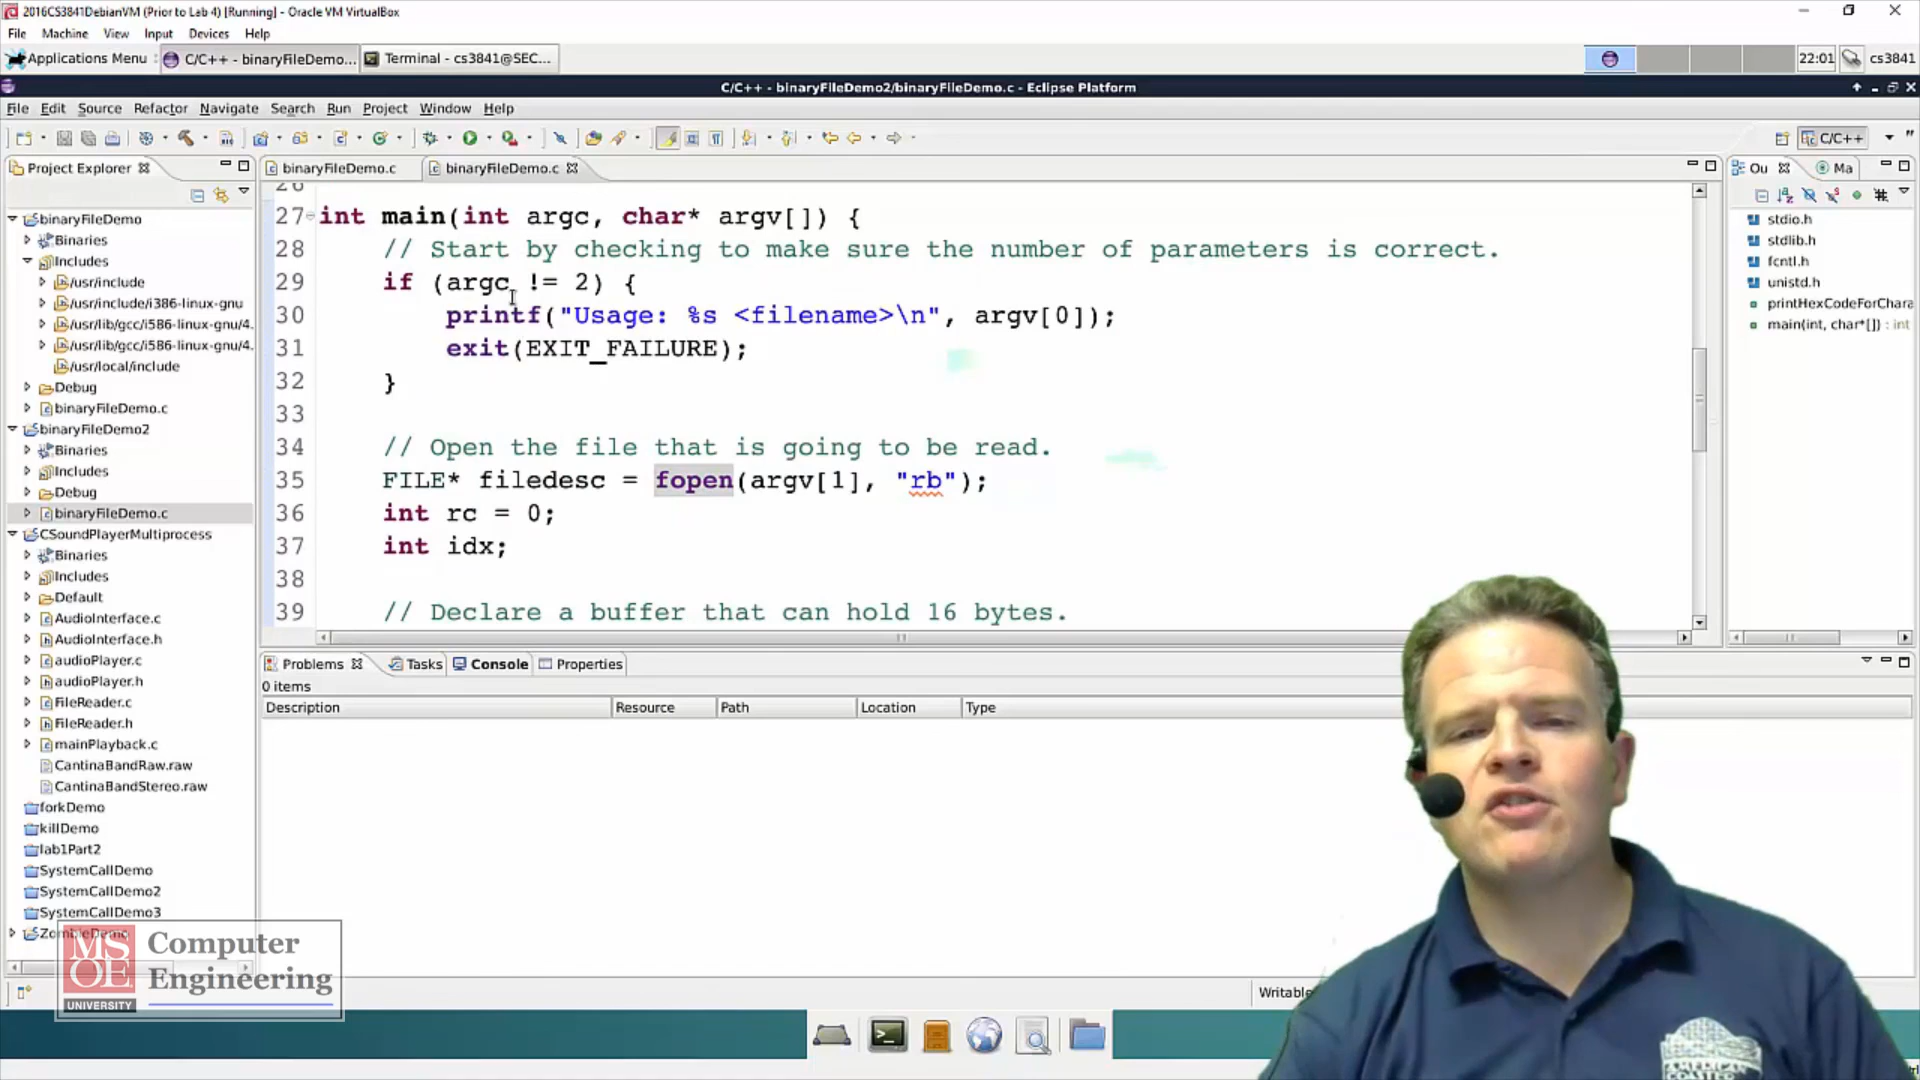 2016CS3841DebianVM (Prior to Lab 4) [Running] - Oracle VM VirtualBox
File Machine View Input Devices Help
Applications Menu C/C++ - binaryFileDemo... Terminal - cs3841@SEC... 22:01 cs3841
C/C++ - binaryFileDemo2/binaryFileDemo.c - Eclipse Platform
File Edit Source Refactor Navigate Search Run Project Window Help
C/C++
Project Explorer
binaryFileDemo
Binaries
Includes
/usr/include
/usr/include/i386-linux-gnu
/usr/lib/gcc/i586-linux-gnu/4.
/usr/lib/gcc/i586-linux-gnu/4.
/usr/local/include
Debug
binaryFileDemo.c
binaryFileDemo2
Binaries
Includes
Debug
binaryFileDemo.c
CSoundPlayerMultiprocess
Binaries
Includes
Default
AudioInterface.c
AudioInterface.h
audioPlayer.c
audioPlayer.h
FileReader.c
FileReader.h
mainPlayback.c
CantinaBandRaw.raw
CantinaBandStereo.raw
forkDemo
killDemo
lab1Part2
SystemCallDemo
SystemCallDemo2
SystemCallDemo3
ZombieDemo
binaryFileDemo.c binaryFileDemo.c
26
27 int main(int argc, char* argv[]) {
28 // Start by checking to make sure the number of parameters is correct.
29 if (argc != 2) {
30 printf("Usage: %s <filename>\n", argv[0]);
31 exit(EXIT_FAILURE);
32 }
33
34 // Open the file that is going to be read.
35 FILE* filedesc = fopen(argv[1], "rb");
36 int rc = 0;
37 int idx;
38
39 // Declare a buffer that can hold 16 bytes.
Ou Ma
stdio.h
stdlib.h
fcntl.h
unistd.h
printHexCodeForChara
main(int, char*[]) : int
Problems Tasks Console Properties
0 items
Description Resource Path Location Type
Writable
MSOE
UNIVERSITY
Computer
Engineering